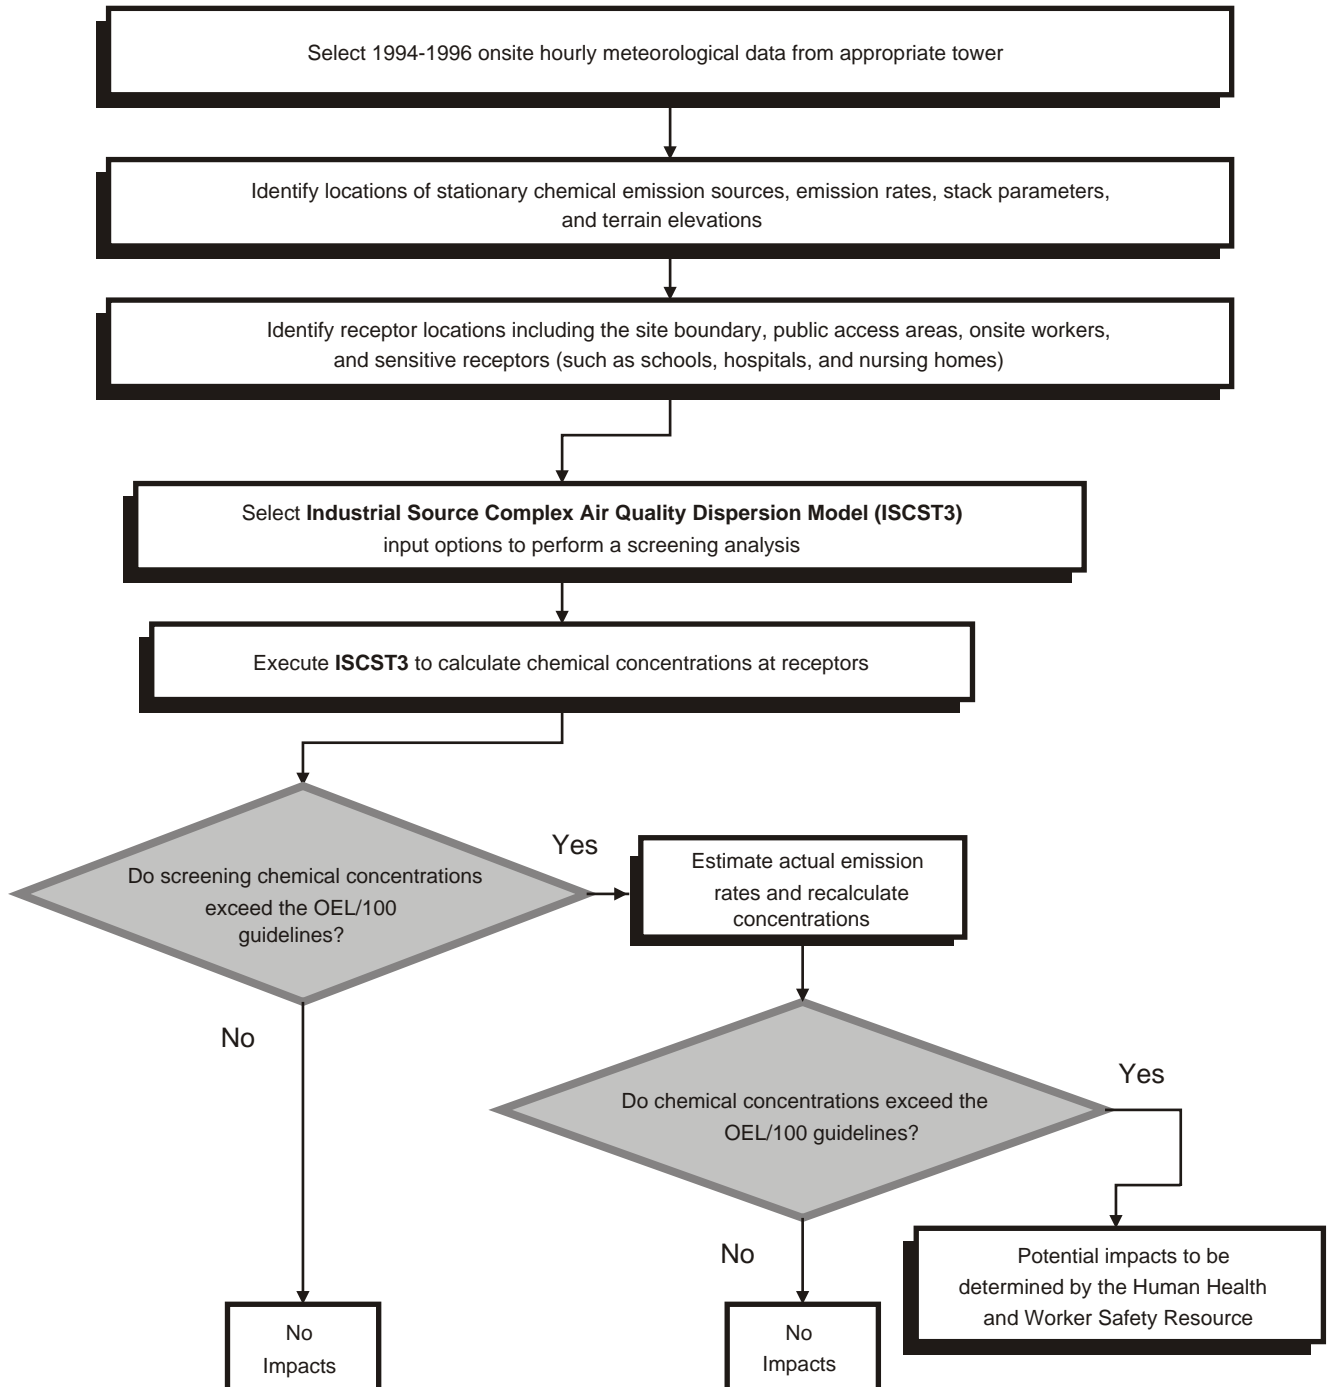 Select 1994-1996 onsite hourly meteorological data from appropriate tower
Identify locations of stationary chemical emission sources, emission rates, stack parameters,
and terrain elevations
Identify receptor locations including the site boundary, public access areas, onsite workers,
and sensitive receptors (such as schools, hospitals, and nursing homes)
Select Industrial Source Complex Air Quality Dispersion Model (ISCST3)
input options to perform a screening analysis
Execute ISCST3 to calculate chemical concentrations at receptors
Do screening chemical concentrations
exceed the OEL/100
guidelines?
Yes
Estimate actual emission
rates and recalculate
concentrations
No
Do chemical concentrations exceed the
OEL/100 guidelines?
Yes
No
Potential impacts to be
determined by the Human Health
and Worker Safety Resource
No
Impacts
No
Impacts